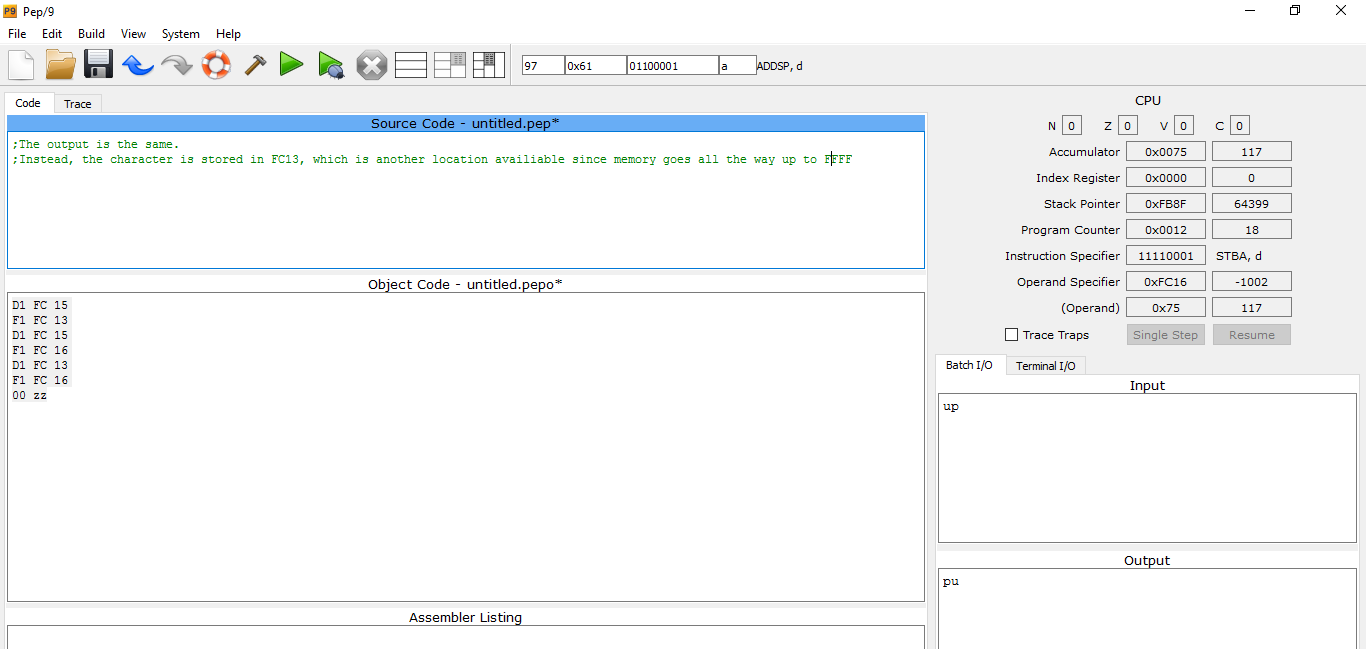 P9 Pep/9
File Edit Build View System Help
97 0x61 01100001 a ADDSP, d
Code Trace
Source Code - untitled.pep*
;The output is the same.
;Instead, the character is stored in FC13, which is another location availiable since memory goes all the way up to FFFF
Object Code - untitled.pepo*
D1 FC 15
F1 FC 13
D1 FC 15
F1 FC 16
D1 FC 13
F1 FC 16
00 zz
Assembler Listing
CPU
N 0 Z 0 V 0 C 0
Accumulator 0x0075 117
Index Register 0x0000 0
Stack Pointer 0xFB8F 64399
Program Counter 0x0012 18
Instruction Specifier 11110001 STBA, d
Operand Specifier 0xFC16 -1002
(Operand) 0x75 117
Trace Traps Single Step Resume
Batch I/O Terminal I/O
Input
up
Output
pu